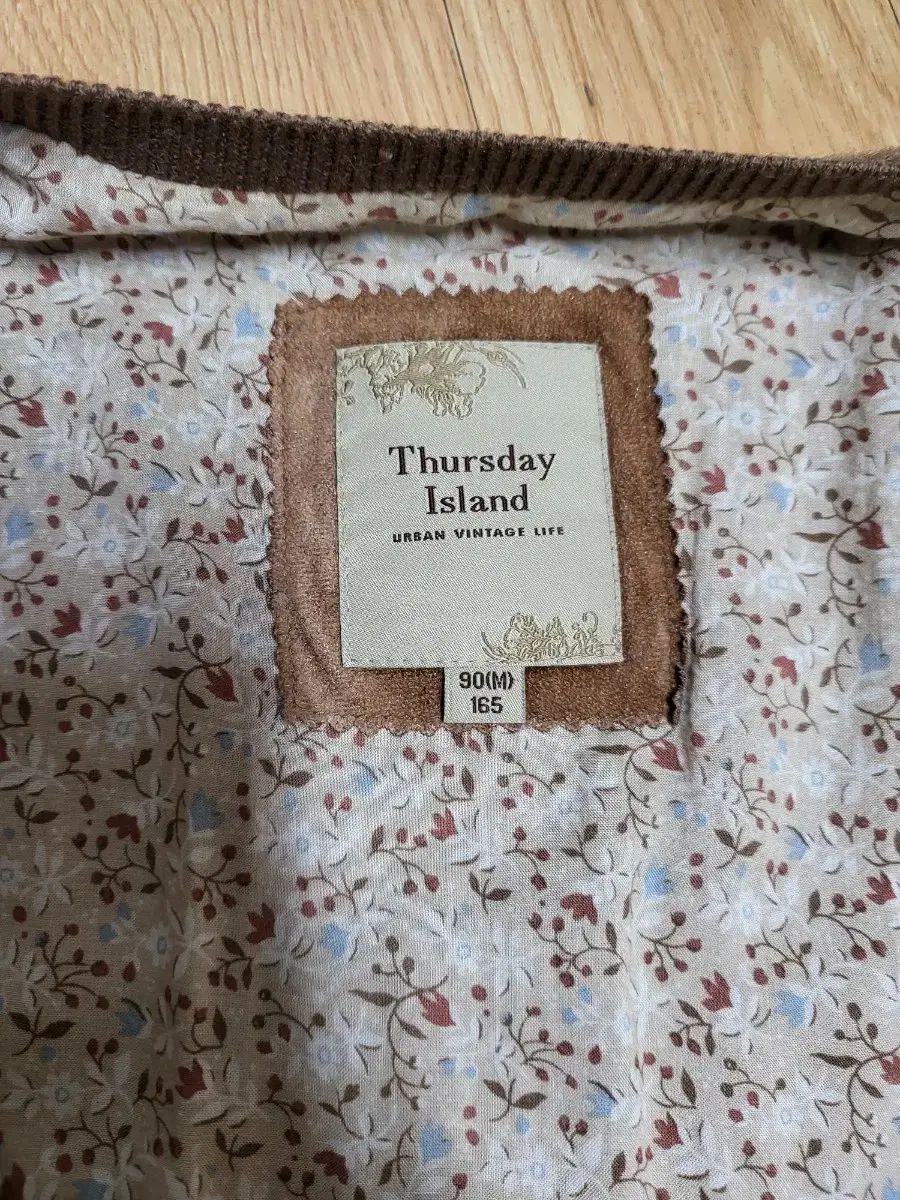 Thursday
Island
URBAN VINTAGE LIFE
90(M)
165